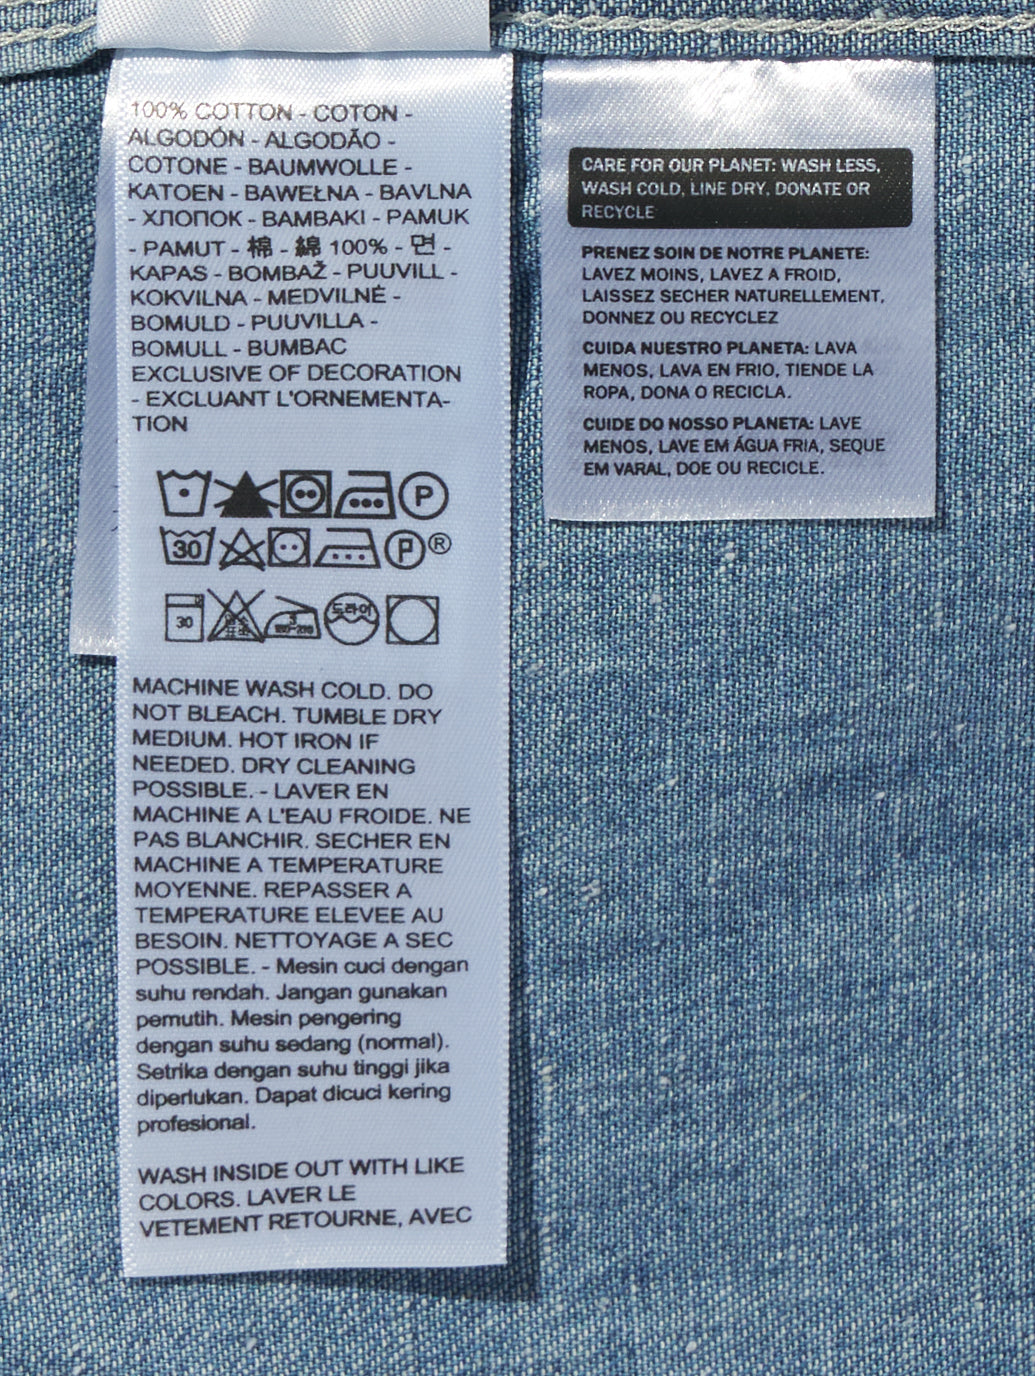 100% COTTON - COTON -
ALGODÓN - ALGODÃO -
COTONE - BAUMWOLLE -
KATOEN - BAWEŁNA - BAVLNA
- ХЛОПОК - BAMBAKI - PAMUK
- PAMUT - 棉 - 綿 100% - 면 -
KAPAS - BOMBAŽ - PUUVILL -
KOKVILNA - MEDVILNĖ -
BOMULD - PUUVILLA -
BOMULL - BUMBAC
EXCLUSIVE OF DECORATION
- EXCLUANT L'ORNEMENTA-
TION
P
30 P ®
30 3 드라이
MACHINE WASH COLD. DO
NOT BLEACH. TUMBLE DRY
MEDIUM. HOT IRON IF
NEEDED. DRY CLEANING
POSSIBLE. - LAVER EN
MACHINE A L'EAU FROIDE. NE
PAS BLANCHIR. SECHER EN
MACHINE A TEMPERATURE
MOYENNE. REPASSER A
TEMPERATURE ELEVEE AU
BESOIN. NETTOYAGE A SEC
POSSIBLE. - Mesin cuci dengan
suhu rendah. Jangan gunakan
pemutih. Mesin pengering
dengan suhu sedang (normal).
Setrika dengan suhu tinggi jika
diperlukan. Dapat dicuci kering
profesional.
WASH INSIDE OUT WITH LIKE
COLORS. LAVER LE
VETEMENT RETOURNE, AVEC
CARE FOR OUR PLANET: WASH LESS,
WASH COLD, LINE DRY, DONATE OR
RECYCLE
PRENEZ SOIN DE NOTRE PLANETE:
LAVEZ MOINS, LAVEZ A FROID,
LAISSEZ SECHER NATURELLEMENT,
DONNEZ OU RECYCLEZ
CUIDA NUESTRO PLANETA: LAVA
MENOS, LAVA EN FRIO, TIENDE LA
ROPA, DONA O RECICLA.
CUIDE DO NOSSO PLANETA: LAVE
MENOS, LAVE EM ÁGUA FRIA, SEQUE
EM VARAL, DOE OU RECICLE.